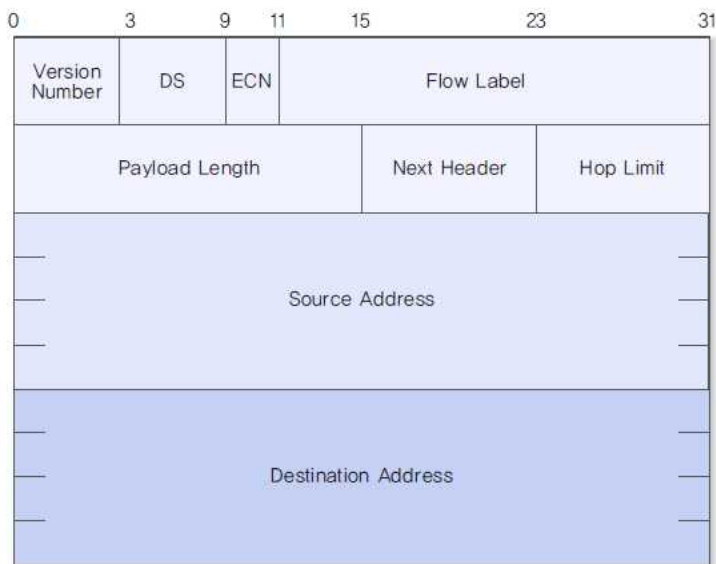 0 3 9 11 15 23 31
Version
Number
DS
ECN
Flow Label
Payload Length
Next Header
Hop Limit
Source Address
Destination Address